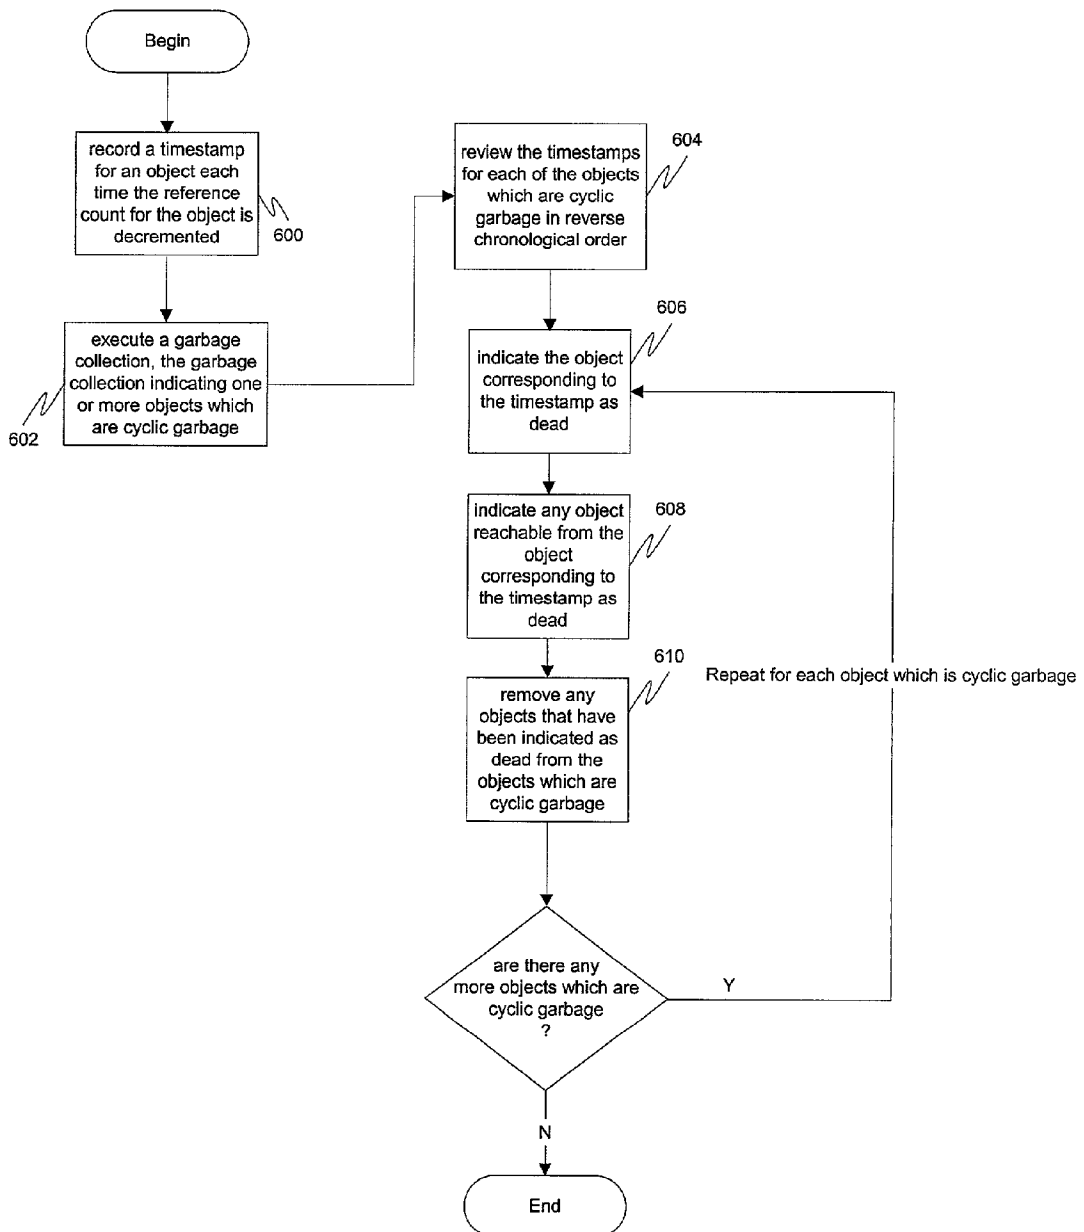 Begin
record a timestamp
for an object each
time the reference
count for the object is
decremented
600
execute a garbage
collection, the garbage
collection indicating one
or more objects which
are cyclic garbage
602
review the timestamps
for each of the objects
which are cyclic
garbage in reverse
chronological order
604
indicate the object
corresponding to
the timestamp as
dead
606
indicate any object
reachable from the
object
corresponding to
the timestamp as
dead
608
remove any
objects that have
been indicated as
dead from the
objects which are
cyclic garbage
610
Repeat for each object which is cyclic garbage
are there any
more objects which are
cyclic garbage
?
Y
N
End